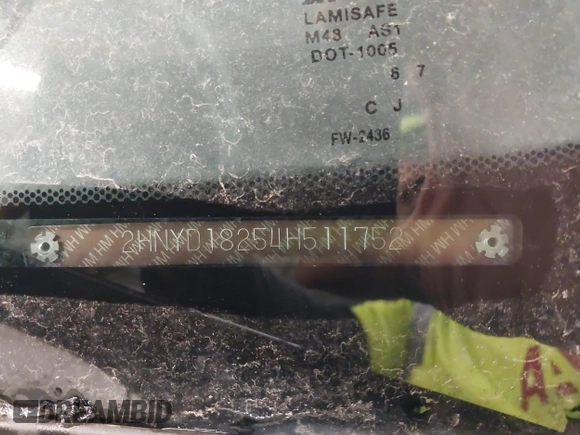 LAMISAFE
M43 AS1
DOT-1005
6 7
C J
FW-2436
2HNYD18254H511752
DREAMBID